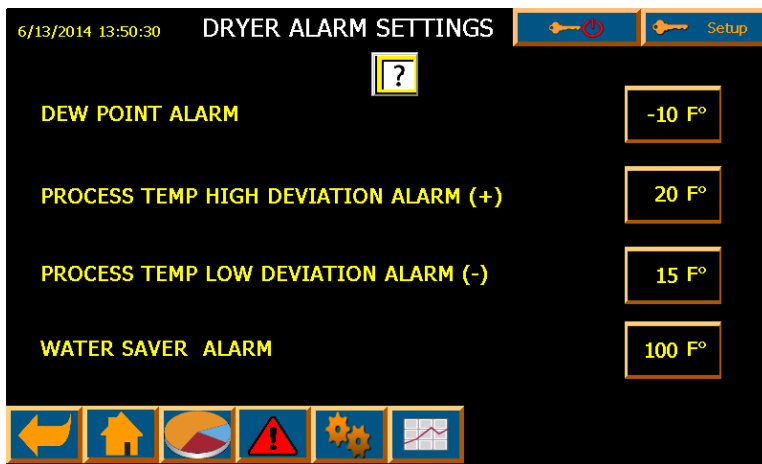 6/13/2014 13:50:30 DRYER ALARM SETTINGS Setup
?
DEW POINT ALARM -10 F°
PROCESS TEMP HIGH DEVIATION ALARM (+) 20 F°
PROCESS TEMP LOW DEVIATION ALARM (-) 15 F°
WATER SAVER ALARM 100 F°